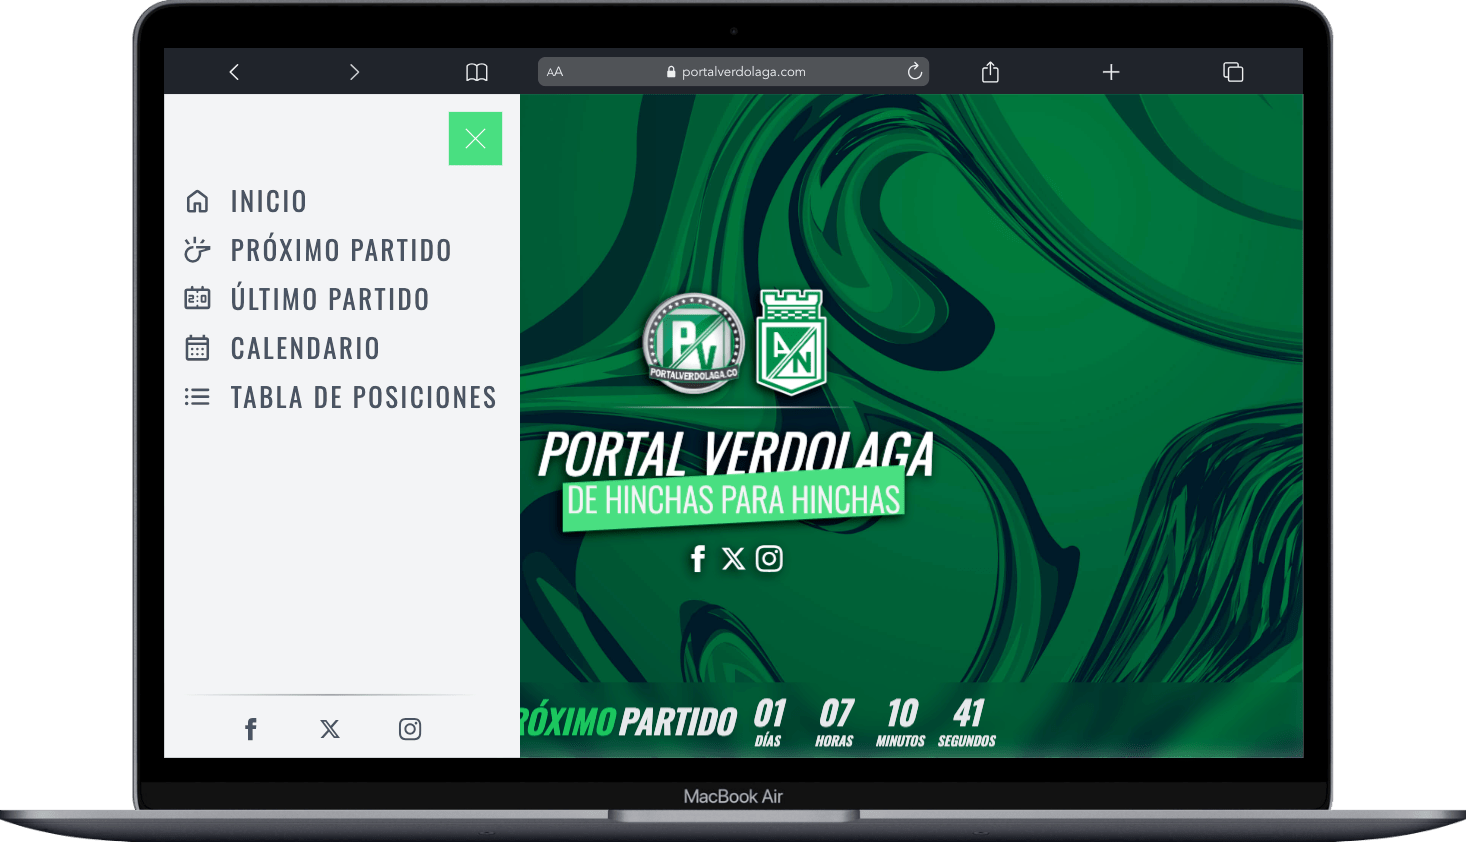 AA portalverdolaga.com
INICIO
PRÓXIMO PARTIDO
ÚLTIMO PARTIDO
2:0
CALENDARIO
TABLA DE POSICIONES
PV
PORTALVERDOLAGA.CO
AN
PORTAL VERDOLAGA
DE HINCHAS PARA HINCHAS
RÓXIMO PARTIDO
01 07 10 41
DÍAS HORAS MINUTOS SEGUNDOS
MacBook Air